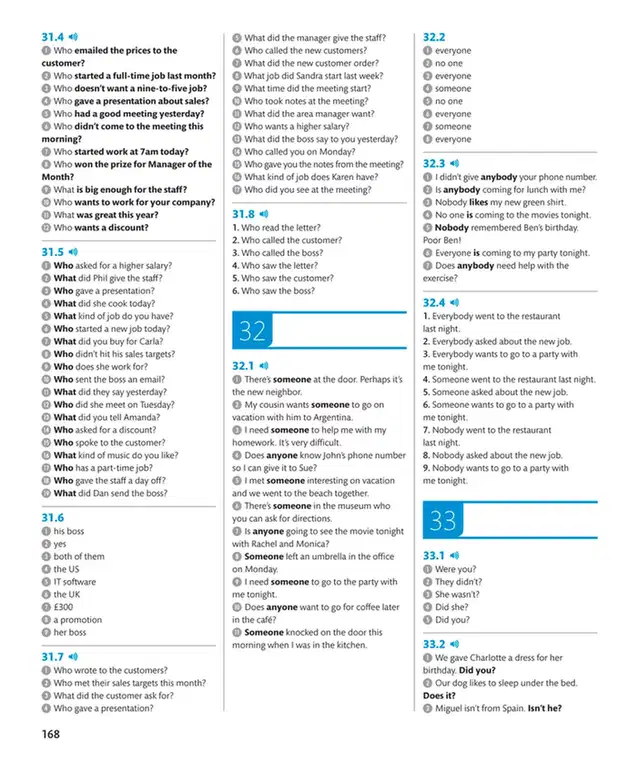 31.4
1 Who emailed the prices to the
customer?
2 Who started a full-time job last month?
3 Who doesn't want a nine-to-five job?
4 Who gave a presentation about sales?
5 Who had a good meeting yesterday?
6 Who didn't come to the meeting this
morning?
7 Who started work at 7am today?
8 Who won the prize for Manager of the
Month?
9 What is big enough for the staff?
10 Who wants to work for your company?
11 What was great this year?
12 Who wants a discount?
31.5
1 Who asked for a higher salary?
2 What did Phil give the staff?
3 Who gave a presentation?
4 What did she cook today?
5 What kind of job do you have?
6 Who started a new job today?
7 What did you buy for Carla?
8 Who didn't hit his sales targets?
9 Who does she work for?
10 Who sent the boss an email?
11 What did they say yesterday?
12 Who did she meet on Tuesday?
13 What did you tell Amanda?
14 Who asked for a discount?
15 Who spoke to the customer?
16 What kind of music do you like?
17 Who has a part-time job?
18 Who gave the staff a day off?
19 What did Dan send the boss?
31.6
1 his boss
2 yes
3 both of them
4 the US
5 IT software
6 the UK
7 £300
8 a promotion
9 her boss
31.7
1 Who wrote to the customers?
2 Who met their sales targets this month?
3 What did the customer ask for?
4 Who gave a presentation?
5 What did the manager give the staff?
6 Who called the new customers?
7 What did the new customer order?
8 What job did Sandra start last week?
9 What time did the meeting start?
10 Who took notes at the meeting?
11 What did the area manager want?
12 Who wants a higher salary?
13 What did the boss say to you yesterday?
14 Who called you on Monday?
15 Who gave you the notes from the meeting?
16 What kind of job does Karen have?
17 Who did you see at the meeting?
31.8
1. Who read the letter?
2. Who called the customer?
3. Who called the boss?
4. Who saw the letter?
5. Who saw the customer?
6. Who saw the boss?
32
32.1
1 There's someone at the door. Perhaps it's
the new neighbor.
2 My cousin wants someone to go on
vacation with him to Argentina.
3 I need someone to help me with my
homework. It's very difficult.
4 Does anyone know John's phone number
so I can give it to Sue?
5 I met someone interesting on vacation
and we went to the beach together.
6 There's someone in the museum who
you can ask for directions.
7 Is anyone going to see the movie tonight
with Rachel and Monica?
8 Someone left an umbrella in the office
on Monday.
9 I need someone to go to the party with
me tonight.
10 Does anyone want to go for coffee later
in the café?
11 Someone knocked on the door this
morning when I was in the kitchen.
32.2
1 everyone
2 no one
3 everyone
4 someone
5 no one
6 everyone
7 someone
8 everyone
32.3
1 I didn't give anybody your phone number.
2 Is anybody coming for lunch with me?
3 Nobody likes my new green shirt.
4 No one is coming to the movies tonight.
5 Nobody remembered Ben's birthday.
Poor Ben!
6 Everyone is coming to my party tonight.
7 Does anybody need help with the
exercise?
32.4
1. Everybody went to the restaurant
last night.
2. Everybody asked about the new job.
3. Everybody wants to go to a party with
me tonight.
4. Someone went to the restaurant last night.
5. Someone asked about the new job.
6. Someone wants to go to a party with
me tonight.
7. Nobody went to the restaurant
last night.
8. Nobody asked about the new job.
9. Nobody wants to go to a party with
me tonight.
33
33.1
1 Were you?
2 They didn't?
3 She wasn't?
4 Did she?
5 Did you?
33.2
1 We gave Charlotte a dress for her
birthday. Did you?
2 Our dog likes to sleep under the bed.
Does it?
3 Miguel isn't from Spain. Isn't he?
168